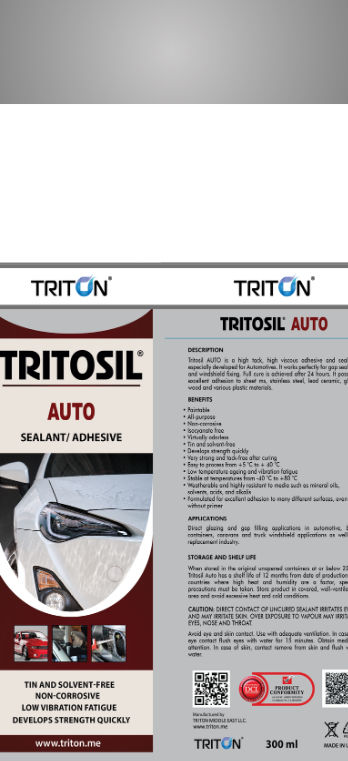 TRITON®
TRITOSIL®
AUTO
SEALANT/ ADHESIVE
TIN AND SOLVENT-FREE
NON-CORROSIVE
LOW VIBRATION FATIGUE
DEVELOPS STRENGTH QUICKLY
www.triton.me
TRITON®
TRITOSIL® AUTO
DESCRIPTION
Tritosil AUTO is a high tack, high viscous adhesive and
especially developed for Automotives. It works perfectly for gap
and windshield fixing. Full cure is achieved after 24 hours. It
excellent adhesion to sheet ms, stainless steel, lead ceramic,
wood and various plastic materials.
BENEFITS
• Paintable
• All-purpose
• Non-corrosive
• Isocyanate free
• Virtually odorless
• Tin and solvent-free
• Develops strength quickly
• Very strong and tack-free after curing
• Easy to process from +5 °C to + 40 °C
• Low temperature ageing and vibration fatigue
• Stable at temperatures from -40 °C to +80 °C
• Weatherable and highly resistant to media such as mineral oils,
solvents, acids, and alkalis
• Formulated for excellent adhesion to many different surfaces, even
without primer
APPLICATIONS
Direct glazing and gap filling applications in automotive,
containers, caravans and truck windshield applications as well
replacement industry.
STORAGE AND SHELF LIFE
When stored in the original unopened containers at or below
Tritosil Auto has a shelf life of 12 months from date of production
countries where high heat and humidity are a factor,
precautions must be taken. Store product in covered,
area and avoid excessive heat and cold conditions.
CAUTION: DIRECT CONTACT OF UNCURED SEALANT IRRITATES
AND MAY IRRITATE SKIN. OVER EXPOSURE TO VAPOUR MAY
EYES, NOSE AND THROAT.
Avoid eye and skin contact. Use with adequate ventilation. In
eye contact flush eyes with water for 15 minutes. Obtain
attention. In case of skin, contact remove from skin and flush
water.
DCL
PRODUCT
CONFORMITY
Manufactured by
TRITON MIDDLE EAST LLC.
www.triton.me
TRITON®
300 ml
MADE IN